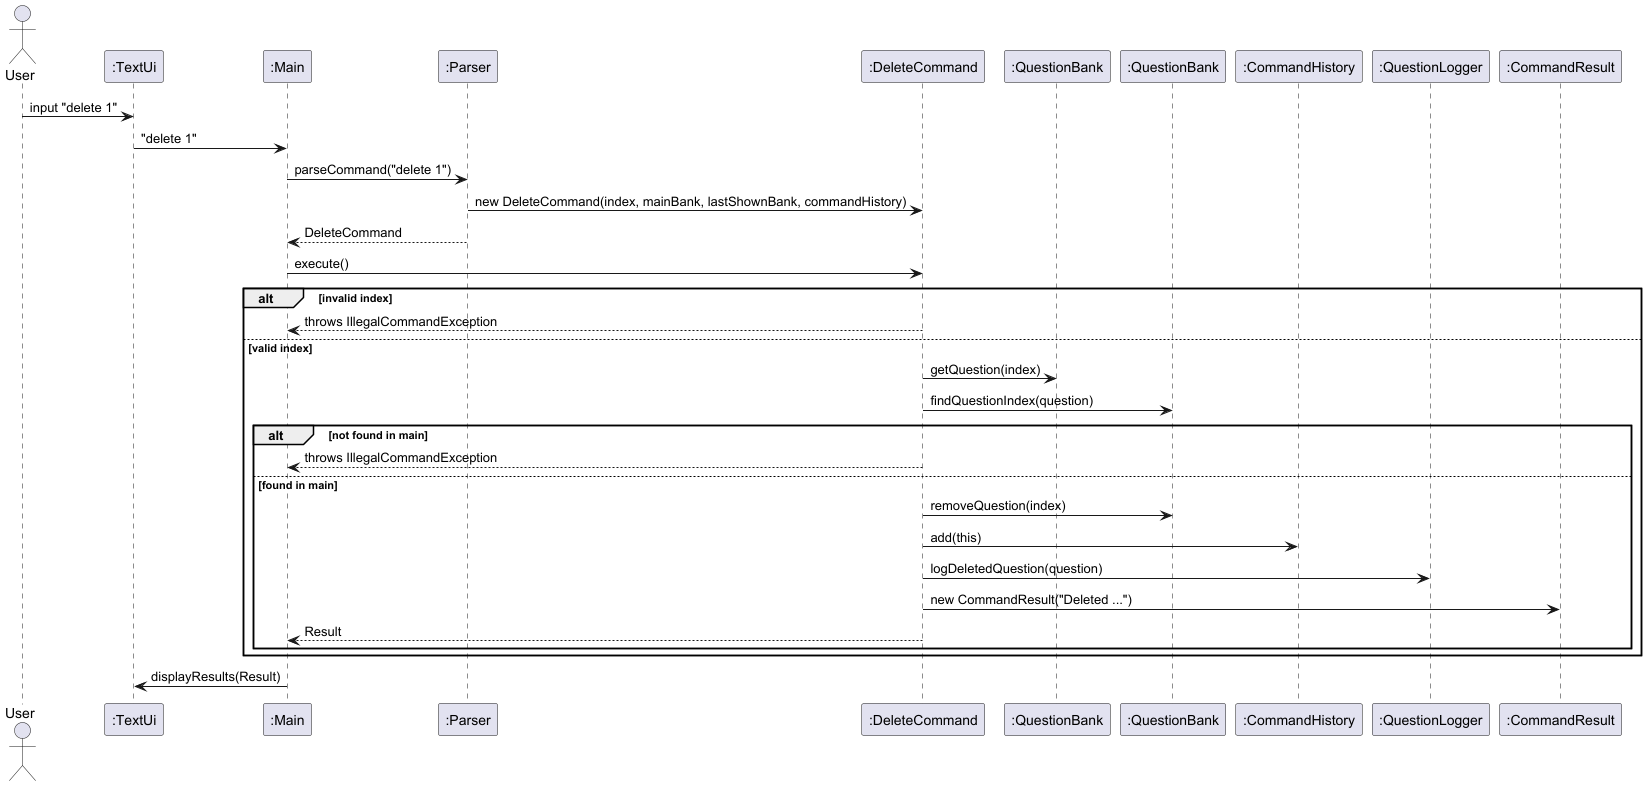 User
:TextUi
:Main
:Parser
:DeleteCommand
:QuestionBank
:QuestionBank
:CommandHistory
:QuestionLogger
:CommandResult
input "delete 1"
"delete 1"
parseCommand("delete 1")
new DeleteCommand(index, mainBank, lastShownBank, commandHistory)
DeleteCommand
execute()
alt
[invalid index]
throws IllegalCommandException
[valid index]
getQuestion(index)
findQuestionIndex(question)
alt
[not found in main]
throws IllegalCommandException
[found in main]
removeQuestion(index)
add(this)
logDeletedQuestion(question)
new CommandResult("Deleted ...")
Result
displayResults(Result)
User
:TextUi
:Main
:Parser
:DeleteCommand
:QuestionBank
:QuestionBank
:CommandHistory
:QuestionLogger
:CommandResult